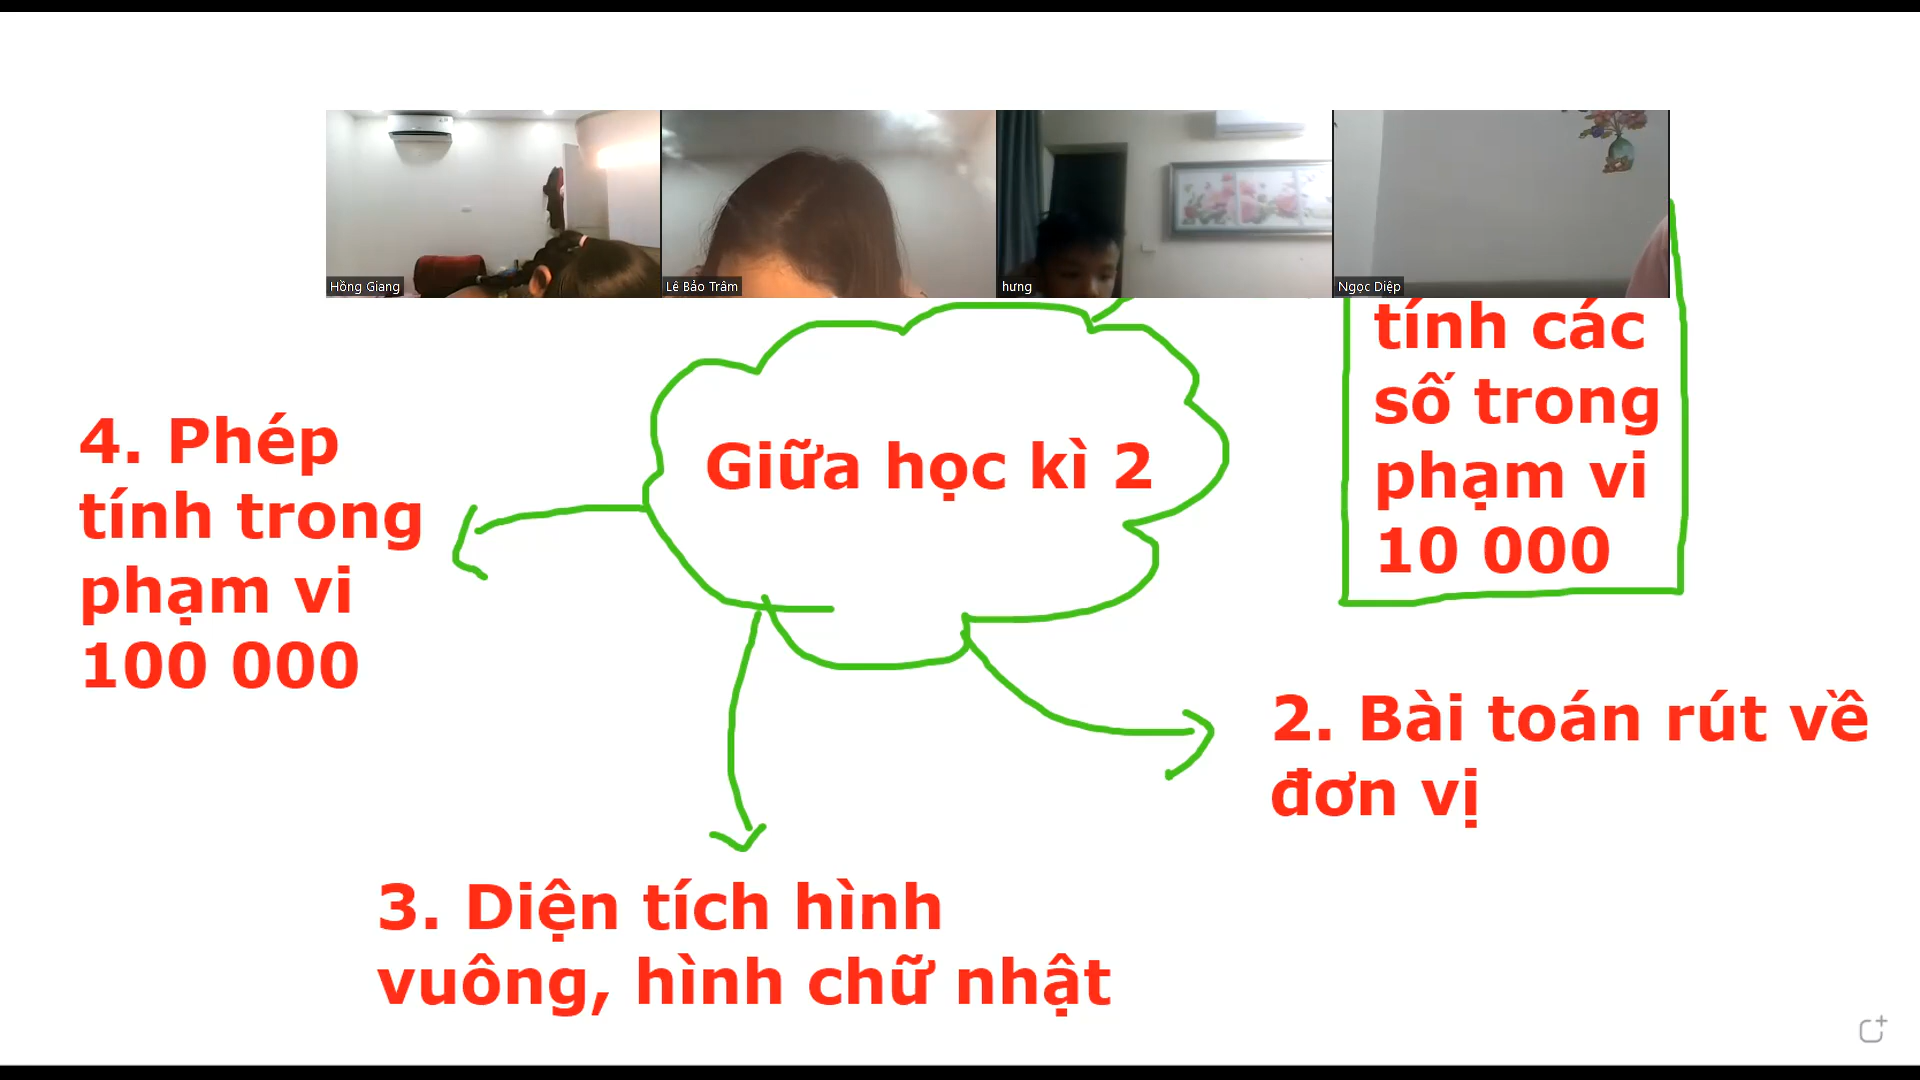 Hồng Giang
Lê Bảo Trâm
hưng
Ngọc Diệp
tính các
số trong
phạm vi
10 000
Giữa học kì 2
4. Phép
tính trong
phạm vi
100 000
2. Bài toán rút về
đơn vị
3. Diện tích hình
vuông, hình chữ nhật